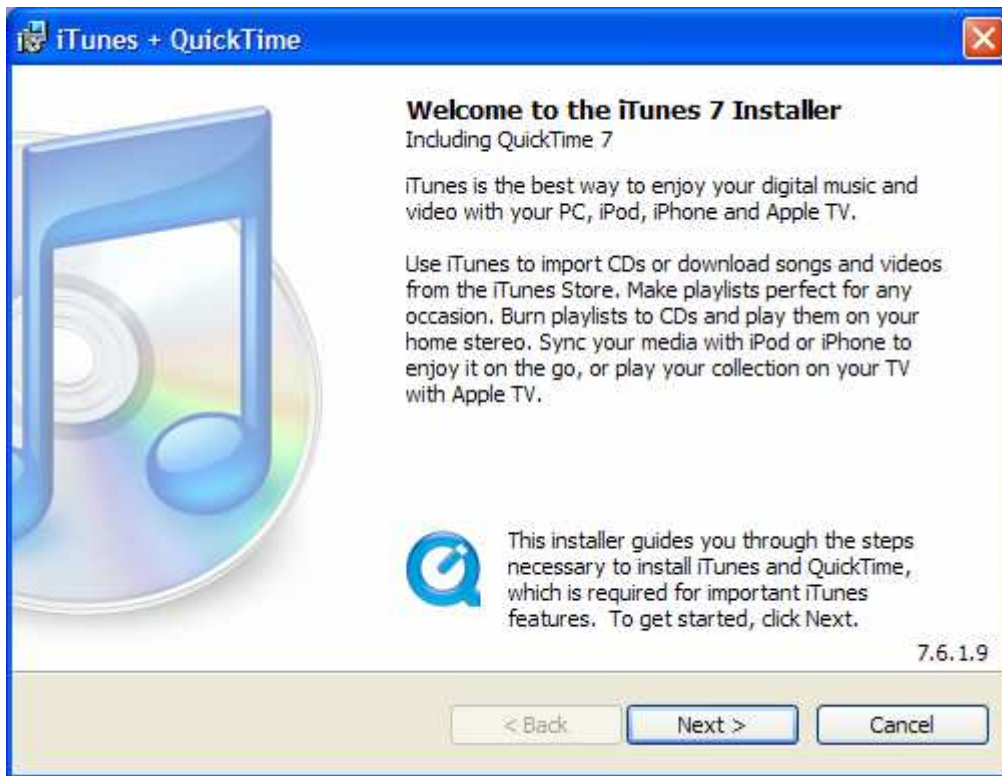 iTunes + QuickTime
Welcome to the iTunes 7 Installer
Including QuickTime 7
iTunes is the best way to enjoy your digital music and
video with your PC, iPod, iPhone and Apple TV.
Use iTunes to import CDs or download songs and videos
from the iTunes Store. Make playlists perfect for any
occasion. Burn playlists to CDs and play them on your
home stereo. Sync your media with iPod or iPhone to
enjoy it on the go, or play your collection on your TV
with Apple TV.
This installer guides you through the steps
necessary to install iTunes and QuickTime,
which is required for important iTunes
features.  To get started, click Next.
7.6.1.9
< Back Next > Cancel